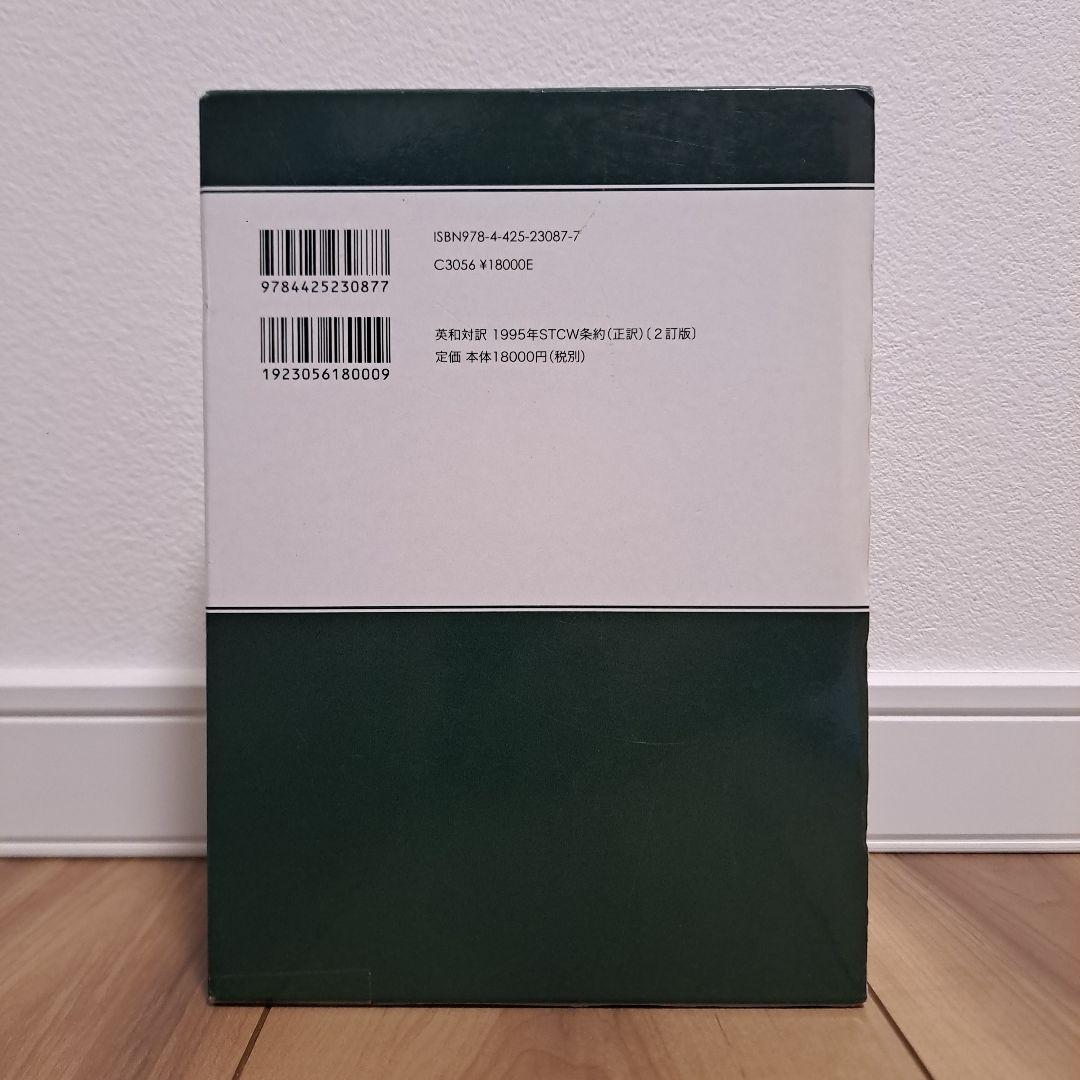 ISBN978-4-425-23087-7
C3056 ¥18000E
9784425230877
英和対訳 1995年STCW条約(正訳)〔2訂版〕
定価 本体18000円(税別)
1923056180009